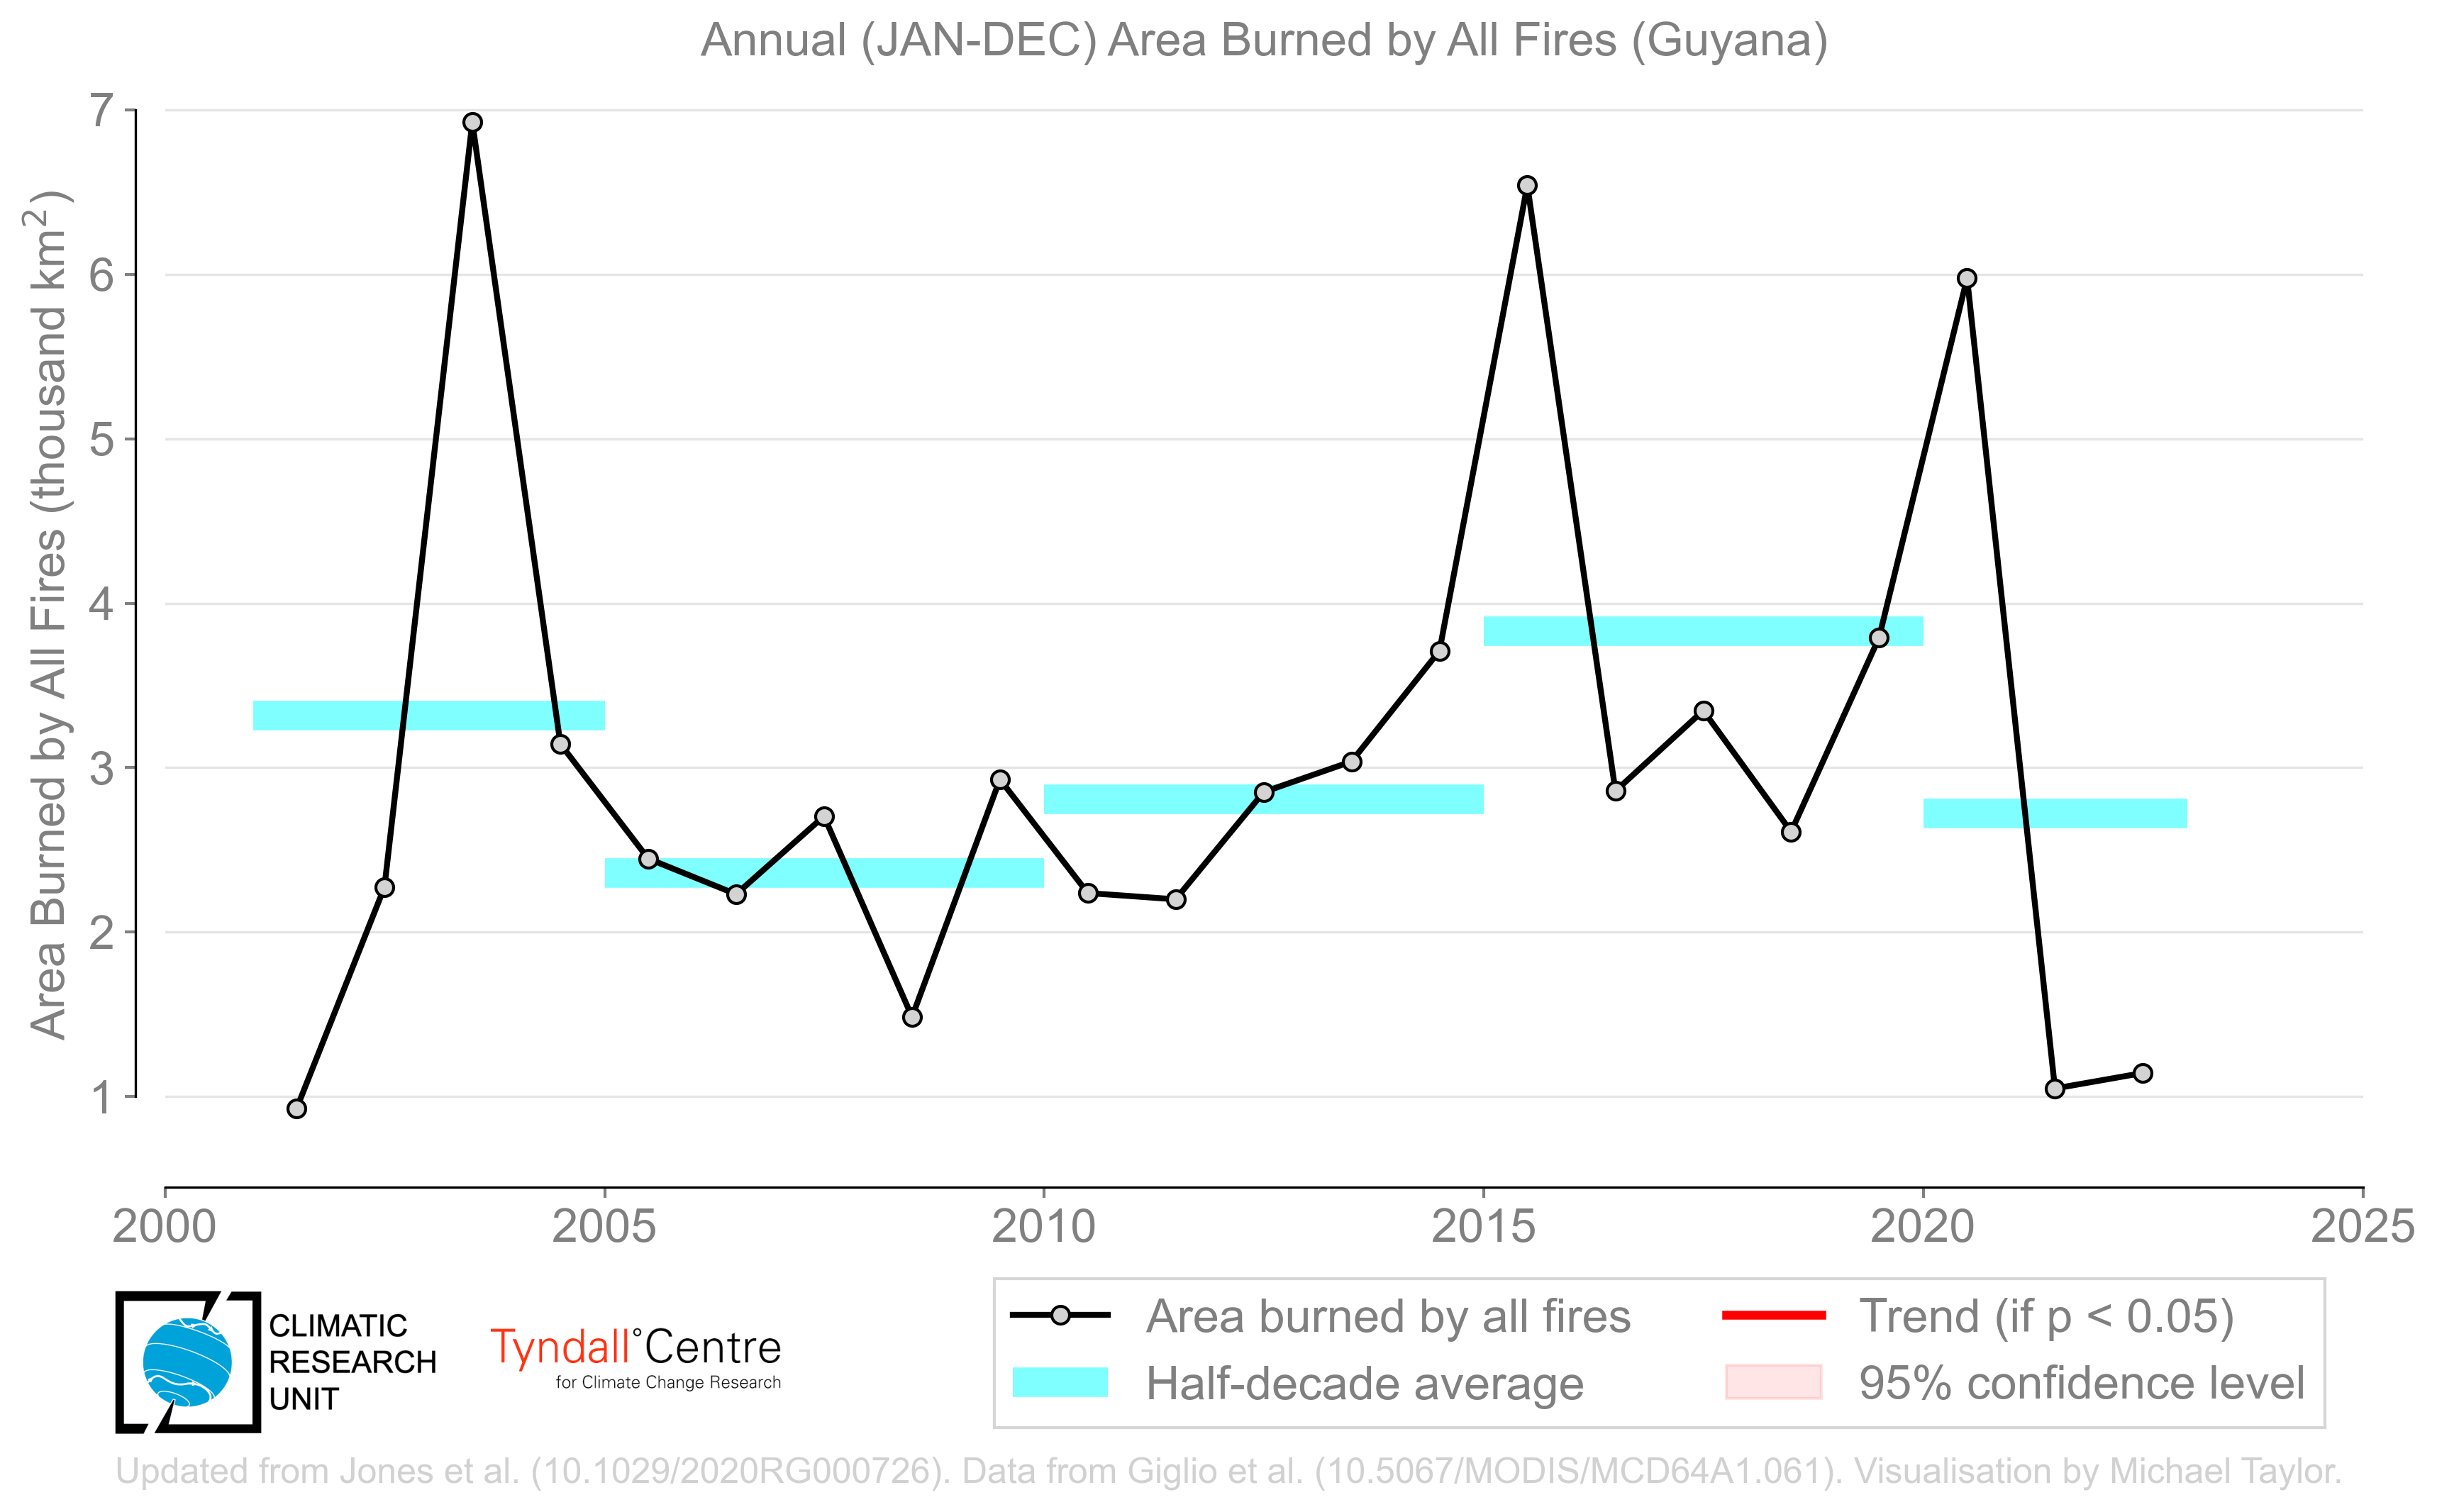 Annual (JAN-DEC) Area Burned by All Fires (Guyana)
Area Burned by All Fires (thousand km²)
7
6
5
4
3
2
1
2000 2005 2010 2015 2020 2025
CLIMATIC
RESEARCH
UNIT
Tyndall°Centre
for Climate Change Research
Area burned by all fires
Half-decade average
Trend (if p < 0.05)
95% confidence level
Updated from Jones et al. (10.1029/2020RG000726). Data from Giglio et al. (10.5067/MODIS/MCD64A1.061). Visualisation by Michael Taylor.